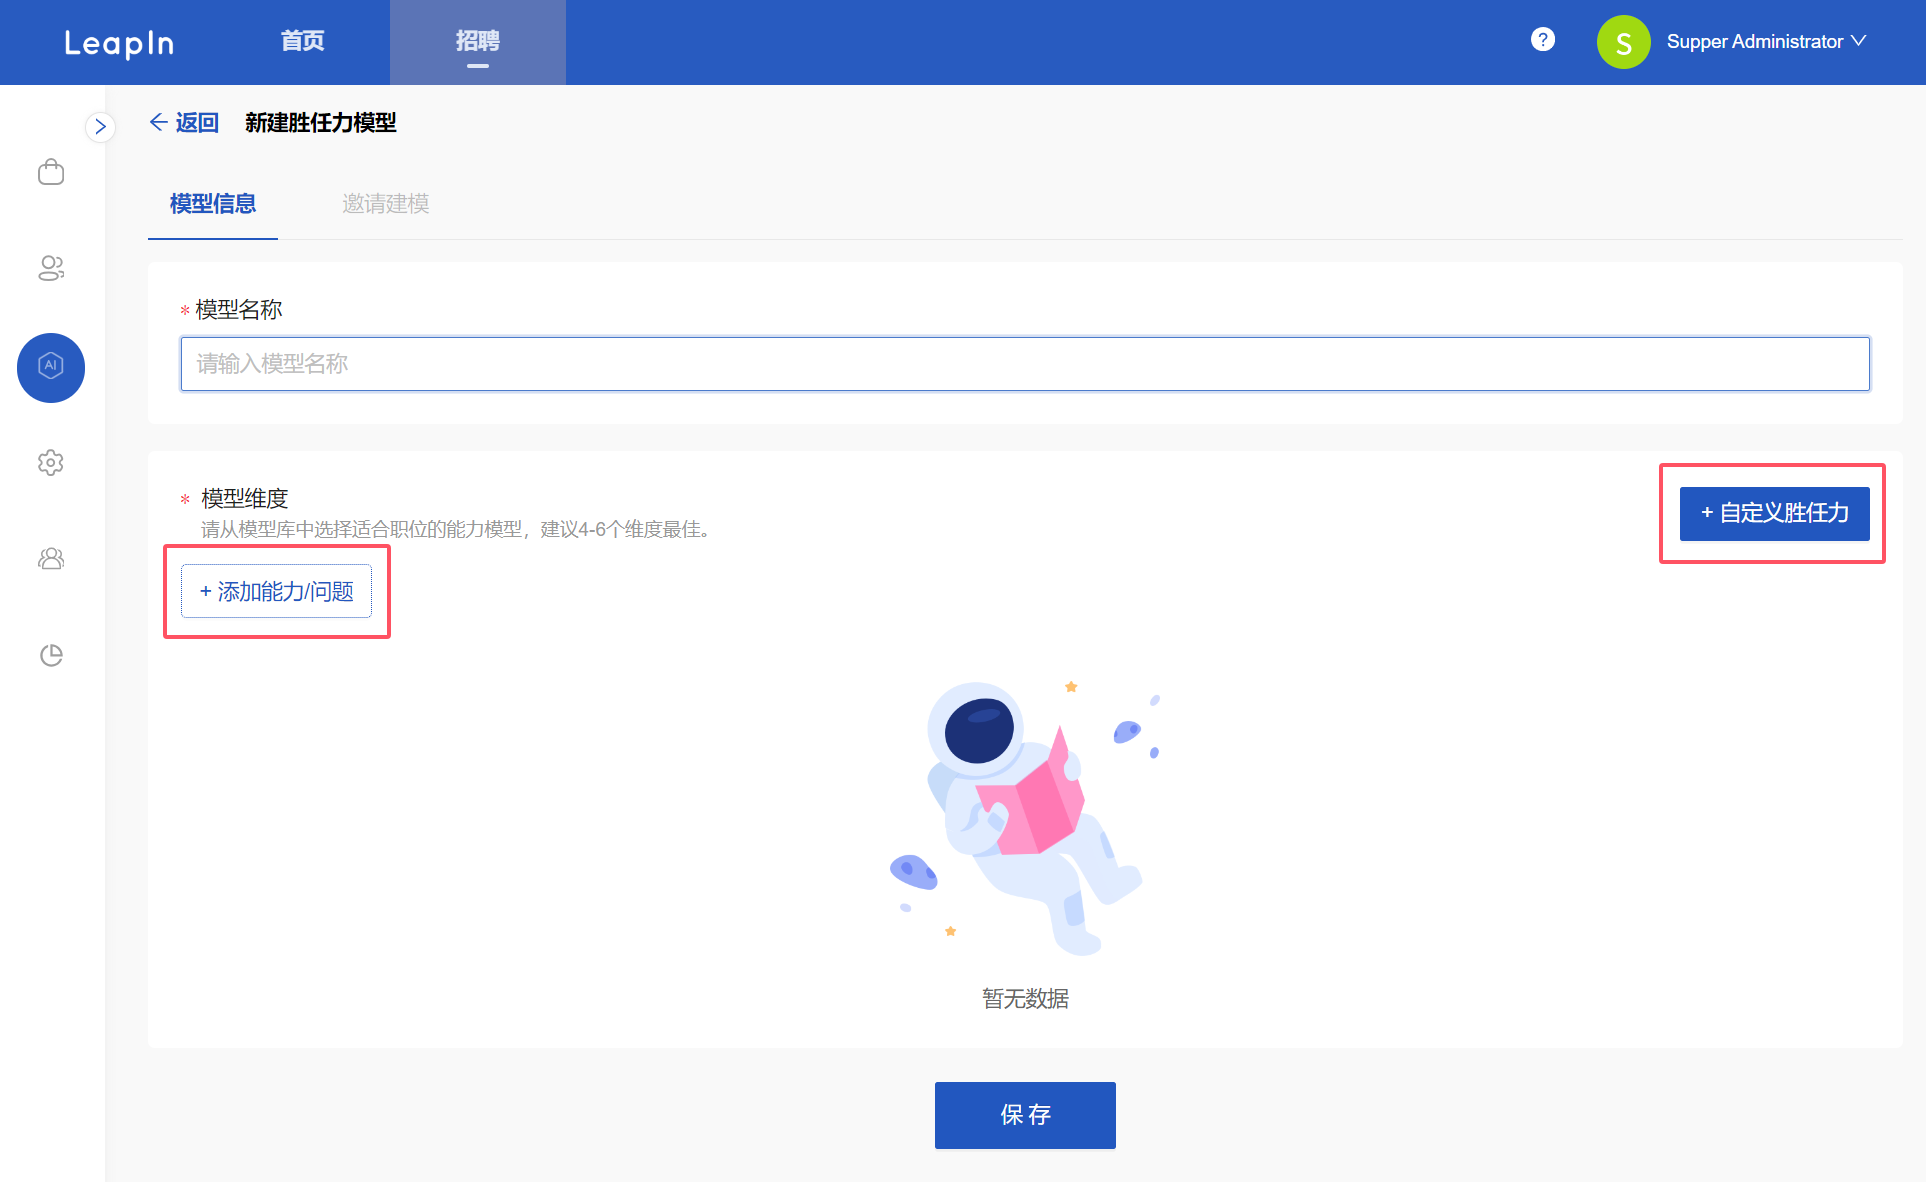 LeapIn
首页
招聘
?
S
Supper Administrator
返回
新建胜任力模型
模型信息
邀请建模
AI
* 模型名称
请输入模型名称
* 模型维度
请从模型库中选择适合职位的能力模型，建议4-6个维度最佳。
+ 自定义胜任力
+ 添加能力/问题
暂无数据
保存